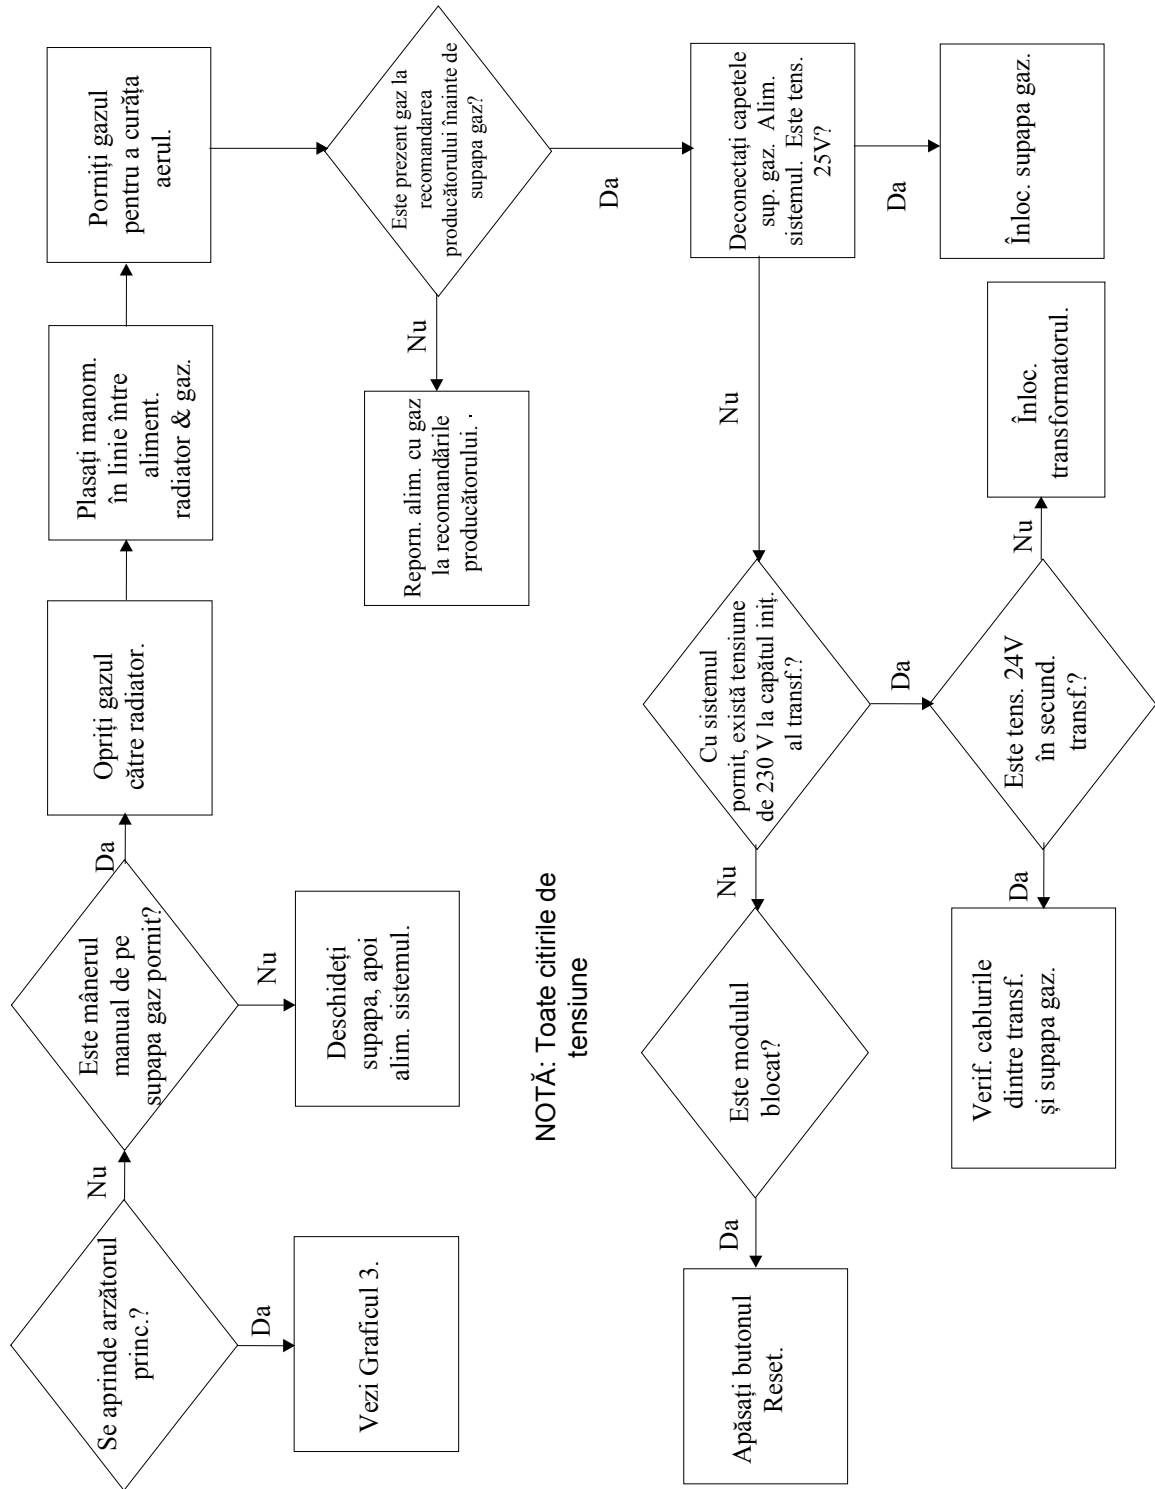 Se aprinde arzătorul
princ.?
Da
Vezi Graficul 3.
Nu
Este mânerul
manual de pe
supapa gaz pornit?
Nu
Deschideți
supapa, apoi
alim. sistemul.
Da
Opriți gazul
către radiator.
Plasați manom.
în linie între
aliment.
radiator & gaz.
Porniți gazul
pentru a curăța
aerul.
Este prezent gaz la
recomandarea
producătorului înainte de
supapa gaz?
Nu
Reporn. alim. cu gaz
la recomandările
producătorului.
Da
Deconectați capetele
sup. gaz. Alim.
sistemul. Este tens.
25V?
Da
Înloc. supapa gaz.
Nu
Cu sistemul
pornit, există tensiune
de 230 V la capătul iniț.
al transf.?
Nu
Este modulul
blocat?
Da
Apăsați butonul
Reset.
Da
Este tens. 24V
în secund.
transf.?
Nu
Înloc.
transformatorul.
Da
Verif. cablurile
dintre transf.
și supapa gaz.
NOTĂ: Toate citirile de
tensiune